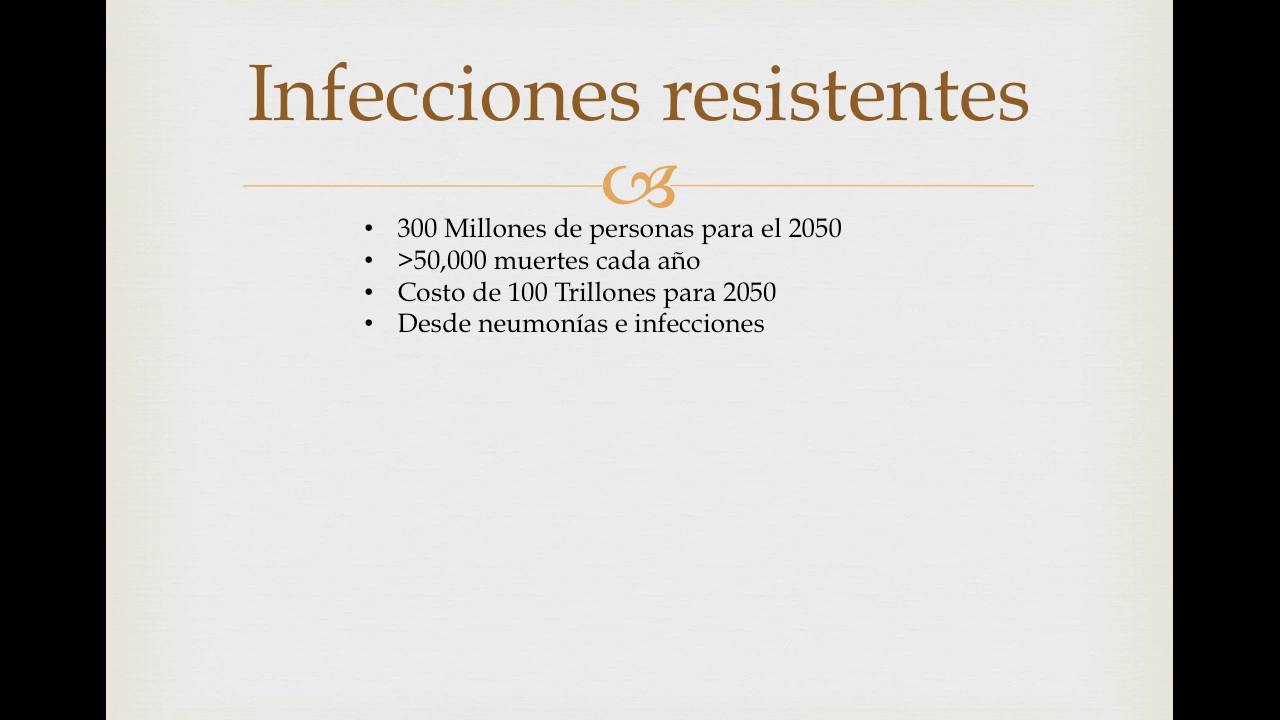 Infecciones resistentes
• 300 Millones de personas para el 2050
• >50,000 muertes cada año
• Costo de 100 Trillones para 2050
• Desde neumonías e infecciones